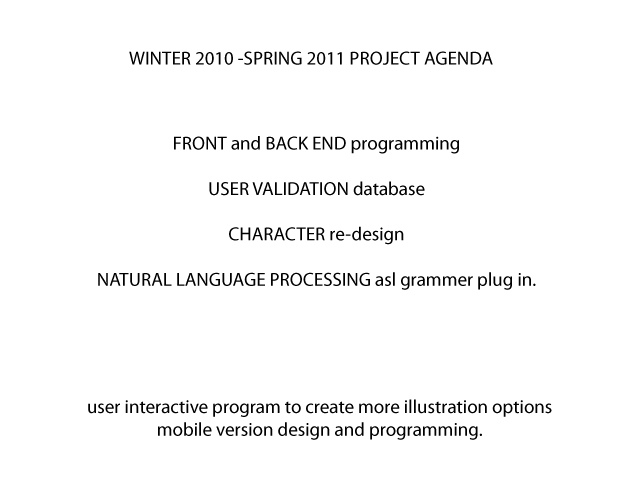 WINTER 2010 -SPRING 2011 PROJECT AGENDA
FRONT and BACK END programming
USER VALIDATION database
CHARACTER re-design
NATURAL LANGUAGE PROCESSING asl grammer plug in.
user interactive program to create more illustration options
mobile version design and programming.